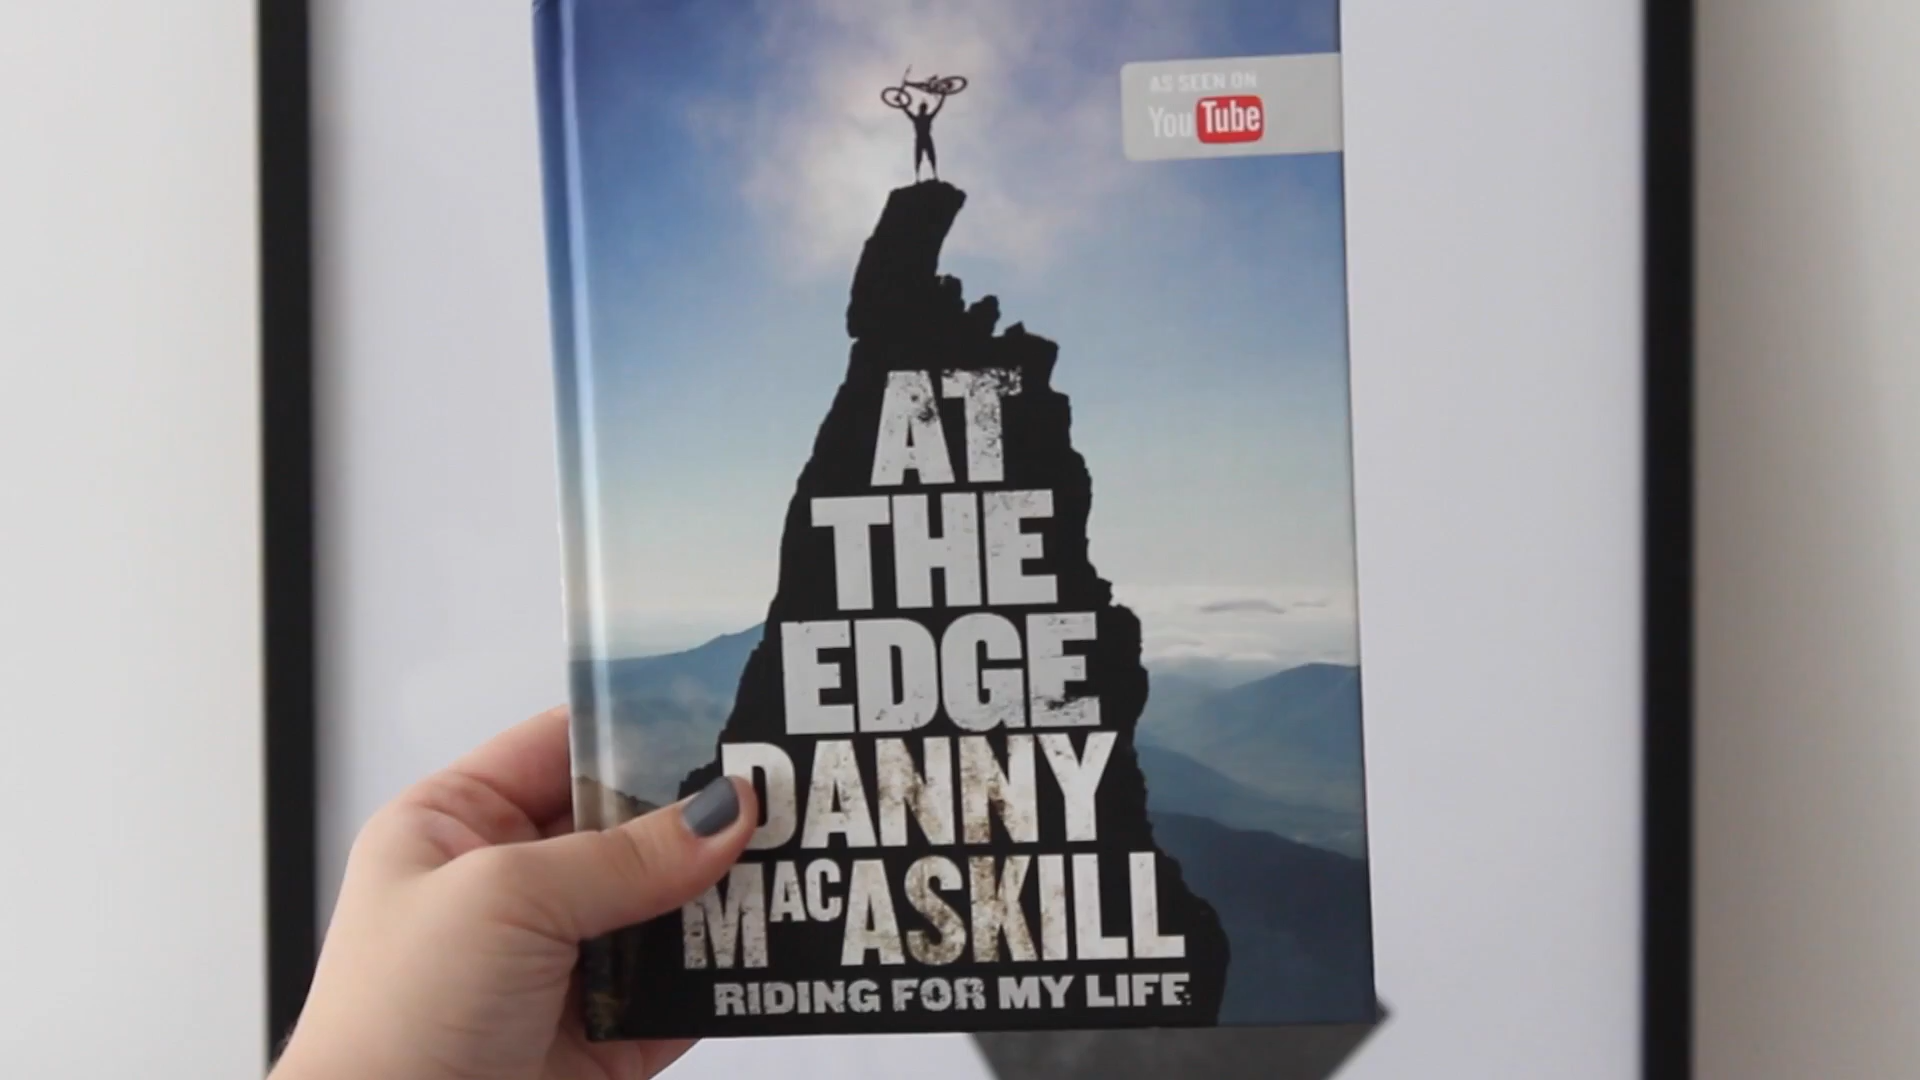 AS SEEN ON
YouTube
AT
THE
EDGE
DANNY
MACASKILL
RIDING FOR MY LIFE